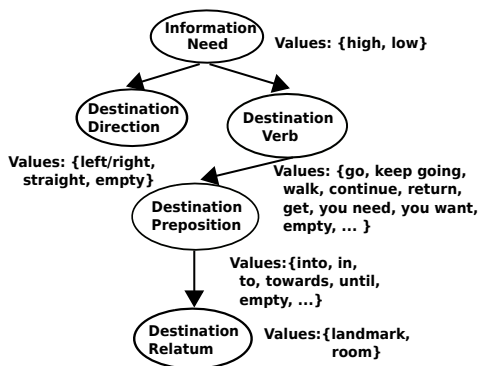 Information
Need
Values: {high, low}
Destination
Direction
Destination
Verb
Values: {left/right,
straight, empty}
Values: {go, keep going,
walk, continue, return,
get, you need, you want,
empty, ... }
Destination
Preposition
Values:{into, in,
to, towards, until,
empty, ...}
Destination
Relatum
Values:{landmark,
room}